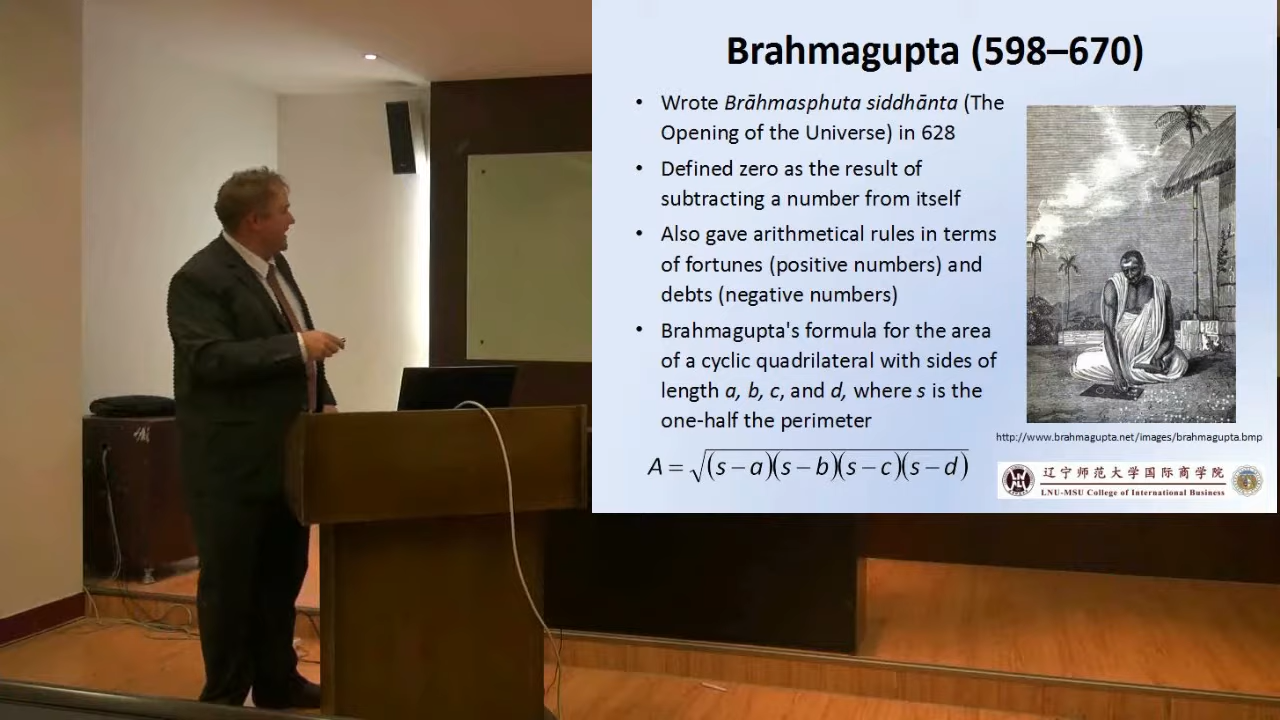 Brahmagupta (598–670)
• Wrote Brāhmasphuta siddhānta (The
Opening of the Universe) in 628
• Defined zero as the result of
subtracting a number from itself
• Also gave arithmetical rules in terms
of fortunes (positive numbers) and
debts (negative numbers)
• Brahmagupta's formula for the area
of a cyclic quadrilateral with sides of
length a, b, c, and d, where s is the
one-half the perimeter
A = √(s – a)(s – b)(s – c)(s – d)
http://www.brahmagupta.net/images/brahmagupta.bmp
辽宁师范大学国际商学院
LNU-MSU College of International Business